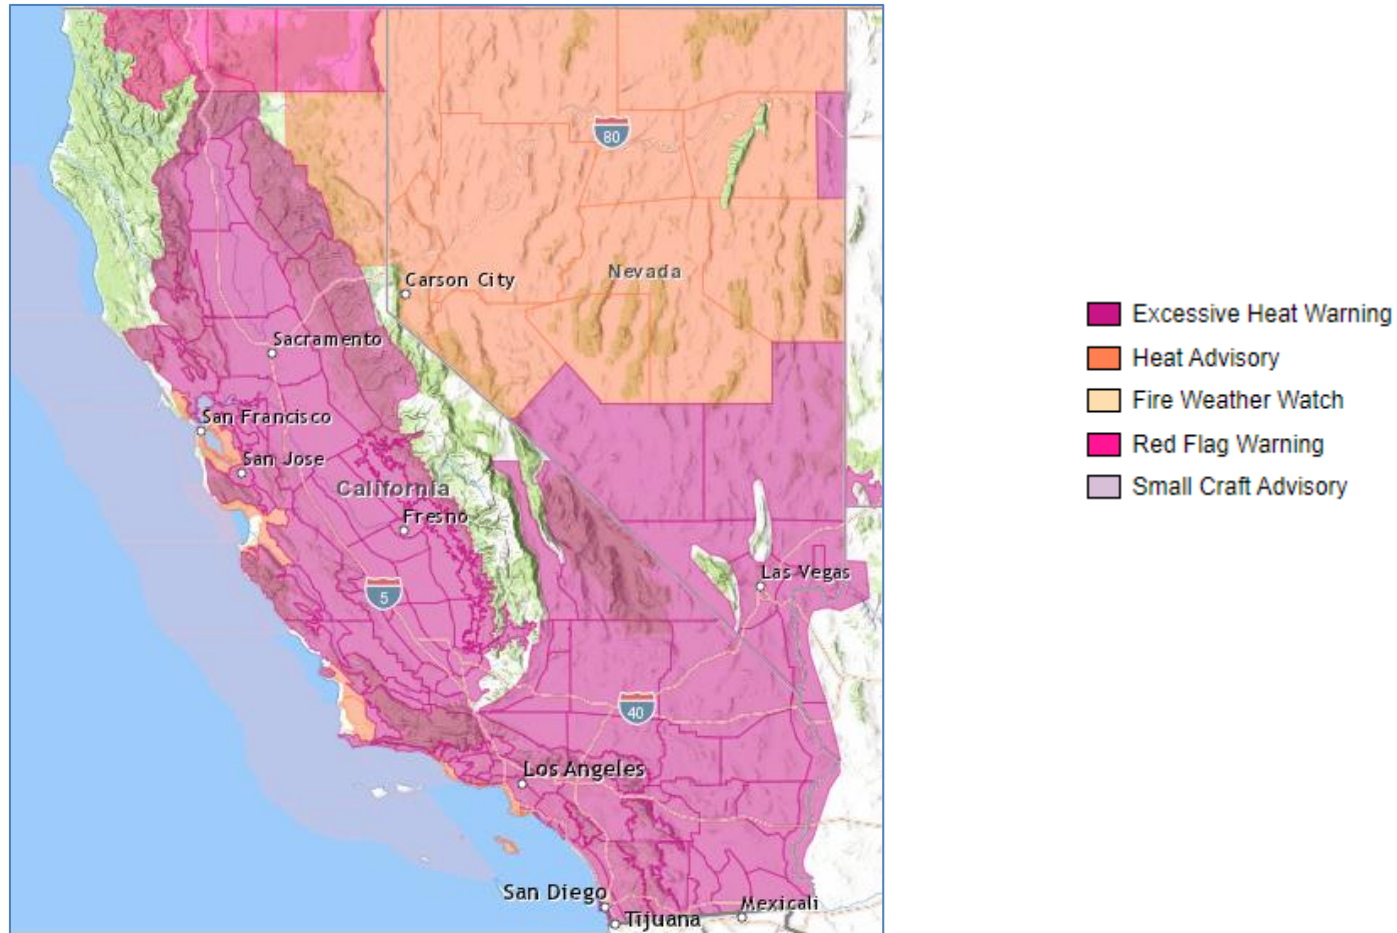 80
Nevada
Carson City
Sacramento
San Francisco
San Jose
California
Fresno
5
Las Vegas
40
Los Angeles
San Diego
Tijuana
Mexicali
Excessive Heat Warning
Heat Advisory
Fire Weather Watch
Red Flag Warning
Small Craft Advisory